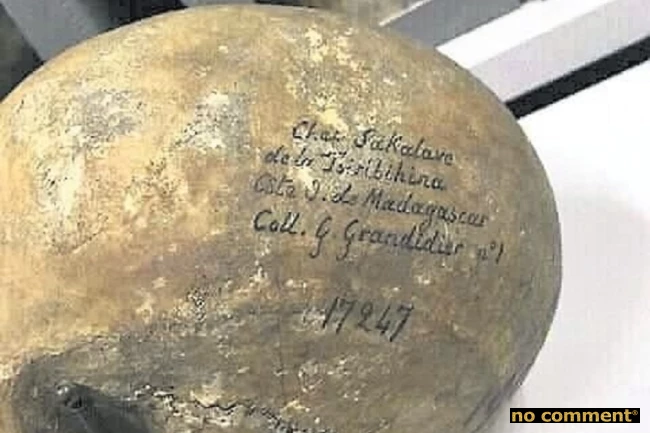 Chef Sakalave
de la Tsiribihina
Côte O. de Madagascar
Coll. G Grandidier n°1
17247
no comment®